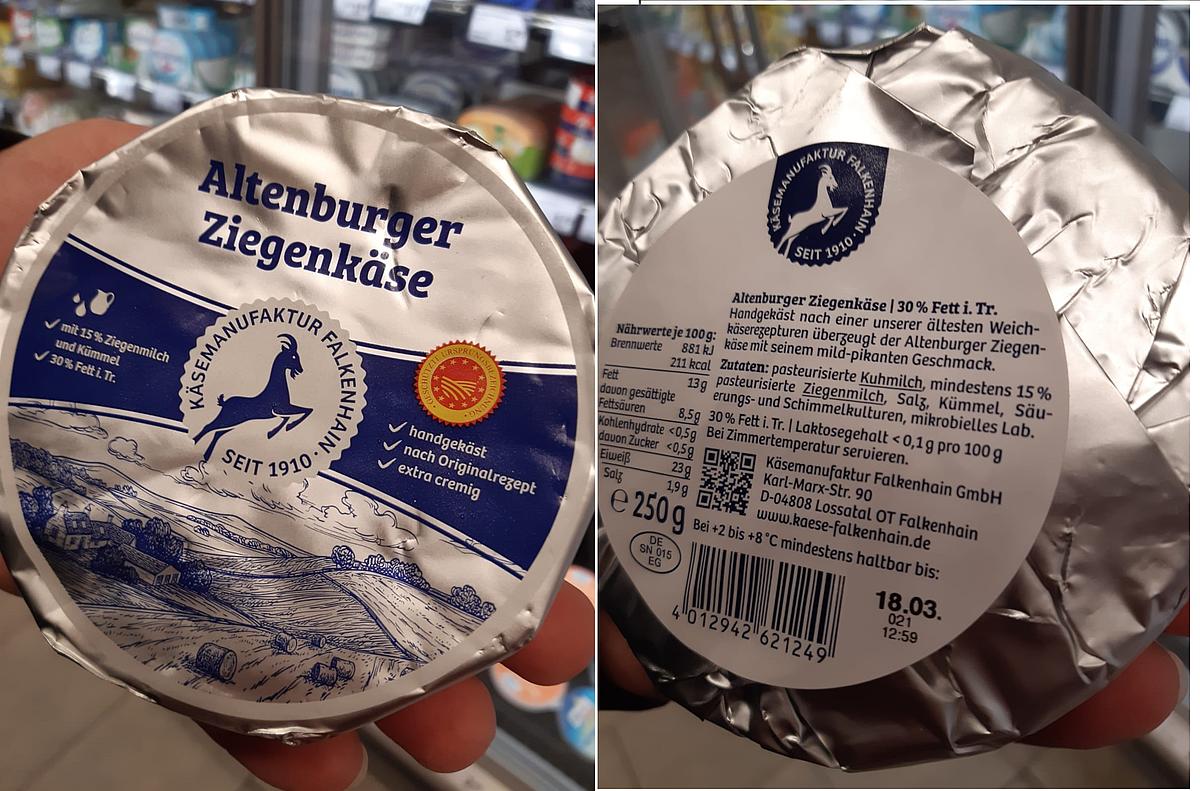 Altenburger
Ziegenkäse
✓ mit 15 % Ziegenmilch
und Kümmel
✓ 30 % Fett i. Tr.
KÄSEMANUFAKTUR FALKENHAIN
· SEIT 1910 ·
GESCHÜTZTE URSPRUNGSBEZEICHNUNG
✓ handgekäst
✓ nach Originalrezept
✓ extra cremig
KÄSEMANUFAKTUR FALKENHAIN
· SEIT 1910 ·
Altenburger Ziegenkäse | 30 % Fett i. Tr.
Handgekäst nach einer unserer ältesten Weich-
käserezepturen überzeugt der Altenburger Ziegen-
käse mit seinem mild-pikanten Geschmack.
Zutaten: pasteurisierte Kuhmilch, mindestens 15 %
pasteurisierte Ziegenmilch, Salz, Kümmel, Säu-
erungs- und Schimmelkulturen, mikrobielles Lab.
30 % Fett i. Tr. | Laktosegehalt < 0,1 g pro 100 g
Bei Zimmertemperatur servieren.
Nährwerte je 100 g:
Brennwerte 881 kJ
211 kcal
Fett 13 g
davon gesättigte
Fettsäuren 8,5 g
Kohlenhydrate <0,5 g
davon Zucker <0,5 g
Eiweiß 23 g
Salz 1,9 g
Käsemanufaktur Falkenhain GmbH
Karl-Marx-Str. 90
D-04808 Lossatal OT Falkenhain
www.kaese-falkenhain.de
℮ 250 g
DE
SN 015
EG
Bei +2 bis +8 °C mindestens haltbar bis:
18.03.
021
12:59
4 012942 621249